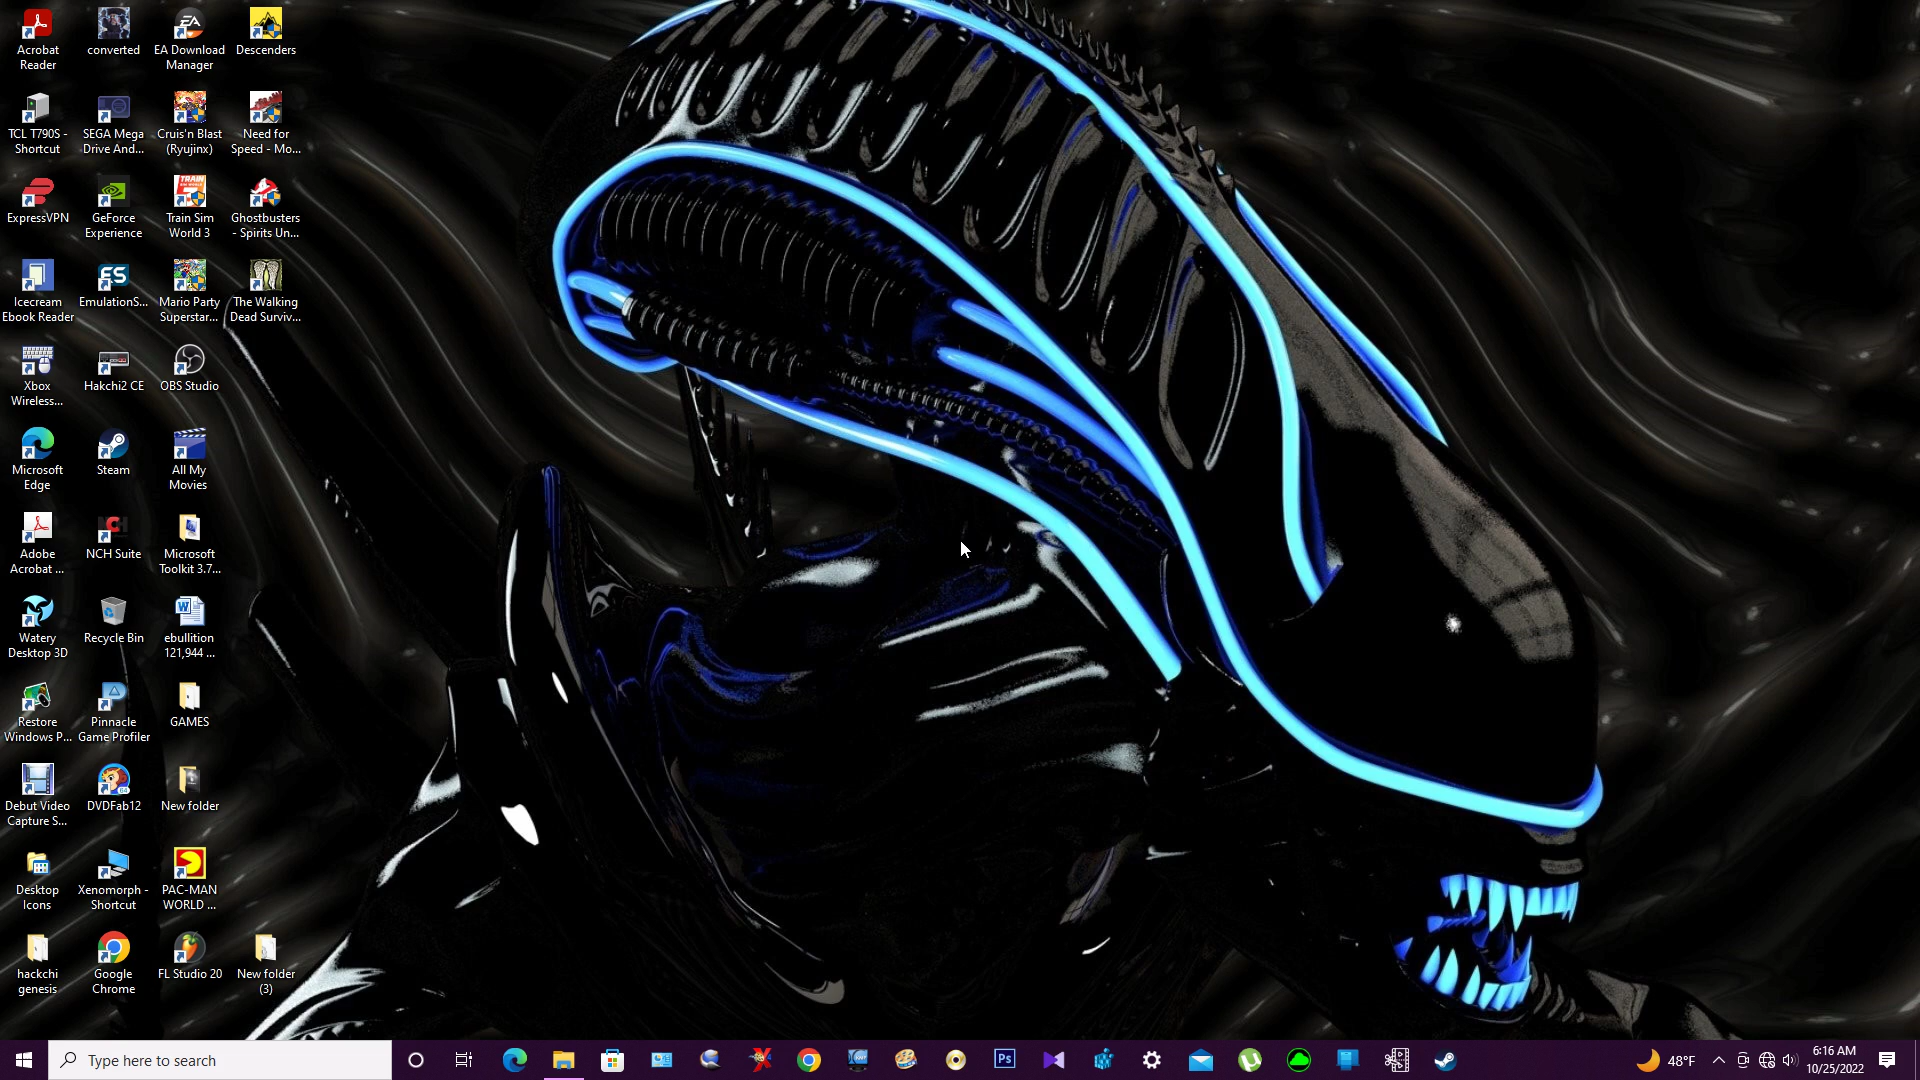 Acrobat
Reader
converted
EA Download
Manager
Descenders
TCL T790S -
Shortcut
SEGA Mega
Drive And...
Cruis'n Blast
(Ryujinx)
Need for
Speed - Mo...
ExpressVPN
GeForce
Experience
Train Sim
World 3
Ghostbusters
- Spirits Un...
Icecream
Ebook Reader
EmulationS...
Mario Party
Superstar...
The Walking
Dead Surviv...
Xbox
Wireless...
Hakchi2 CE
OBS Studio
Microsoft
Edge
Steam
All My
Movies
Adobe
Acrobat ...
NCH Suite
Microsoft
Toolkit 3.7...
Watery
Desktop 3D
Recycle Bin
ebullition
121,944 ...
Restore
Windows P...
Pinnacle
Game Profiler
GAMES
Debut Video
Capture S...
DVDFab12
New folder
Desktop
Icons
Xenomorph -
Shortcut
PAC-MAN
WORLD ...
hackchi
genesis
Google
Chrome
FL Studio 20
New folder
(3)
Type here to search
Ps
48°F
6:16 AM
10/25/2022